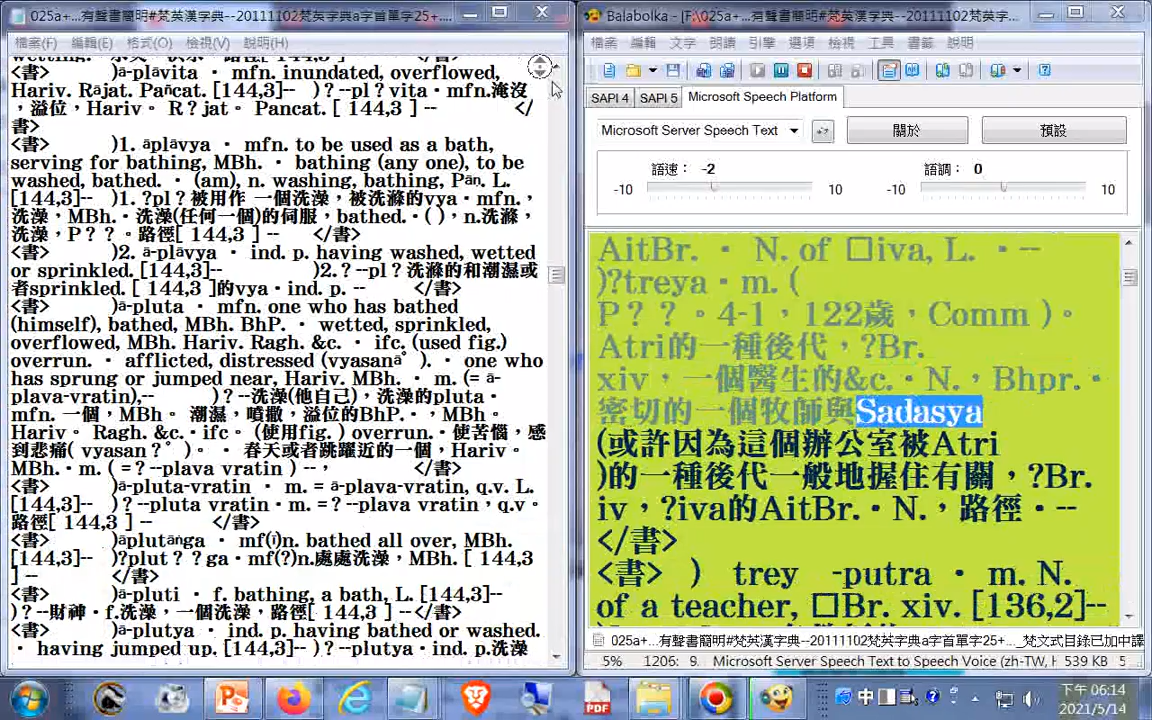 025a+...有聲書簡明#梵英漢字典--20111102梵英字典a字首單字25+...
檔案(F) 編輯(E) 格式(O) 檢視(V) 說明(H)
<書> )ā-plāvita • mfn. inundated, overflowed,
Hariv. Rājat. Pañcat. [144,3]-- )？--pl？vita・mfn.淹沒
，溢位，Hariv。 R？jat。 Pancat. [ 144,3 ] -- </
書>
<書> )1. āplāvya • mfn. to be used as a bath,
serving for bathing, MBh. • bathing (any one), to be
washed, bathed. • (am), n. washing, bathing, Pāṇ. L.
[144,3]-- )1. ?pl？被用作 一個洗澡，被洗滌的vya・mfn.，
洗澡，MBh.・洗澡(任何一個)的伺服，bathed.・( )，n.洗滌，
洗澡，P？？。路徑[ 144,3 ] -- </書>
<書> )2. ā-plāvya • ind. p. having washed, wetted
or sprinkled. [144,3]-- )2.？--pl？洗滌的和潮濕或
者sprinkled. [ 144,3 ]的vya・ind. p. -- </書>
<書> )ā-pluta • mfn. one who has bathed
(himself), bathed, MBh. BhP. • wetted, sprinkled,
overflowed, MBh. Hariv. Ragh. &c. • ifc. (used fig.)
overrun. • afflicted, distressed (vyasanā˚ ). • one who
has sprung or jumped near, Hariv. MBh. • m. (= ā-
plava-vratin),-- )？--洗澡(他自己)，洗澡的pluta・
mfn. 一個，MBh。 潮濕，噴撒，溢位的BhP.・，MBh。
Hariv。 Ragh. &c.・ifc。 (使用fig. ) overrun.・使苦惱，感
到悲痛( vyasan？˚ )。・ 春天或者跳躍近的一個，Hariv。
MBh.・m. (＝？--plava vratin ) --， </書>
<書> )ā-pluta-vratin • m. = ā-plava-vratin, q.v. L.
[144,3]-- )？--pluta vratin・m.＝？--plava vratin，q.v。
路徑[ 144,3 ] -- </書>
<書> )āplutāṅga • mf(ī)n. bathed all over, MBh.
[144,3]-- )？plut？？ga・mf(?)n.處處洗澡，MBh. [ 144,3
] -- </書>
<書> )ā-pluti • f. bathing, a bath, L. [144,3]--
)？--財神・f.洗澡，一個洗澡，路徑[ 144,3 ] --</書>
<書> )ā-plutya • ind. p. having bathed or washed.
• having jumped up. [144,3]-- )？--plutya・ind. p.洗澡
Balabolka - [F:\025a+...有聲書簡明#梵英漢字典--20111102梵英字...
檔案 編輯 文字 朗讀 引擎 選項 檢視 工具 書籤 說明
SAPI 4 SAPI 5 Microsoft Speech Platform
Microsoft Server Speech Text 關於 預設
語速： -2 語調： 0
-10 10 -10 10
AitBr. • N. of □iva, L. • --
)?treya・m. (
P？？。4-1，122歲，Comm )。
Atri的一種後代，?Br.
xiv，一個醫生的&c.・N.，Bhpr.・
密切的一個牧師與Sadasya
(或許因為這個辦公室被Atri
)的一種後代一般地握住有關，?Br.
iv，?iva的AitBr.・N.，路徑・--
</書>
<書> ) trey -putra • m. N.
of a teacher, □Br. xiv. [136,2]--
025a+...有聲書簡明#梵英漢字典--20111102梵英字典a字首單字25+..._梵文式目錄已加中譯
5% 1206: 9. Microsoft Server Speech Text to Speech Voice (zh-TW, H 539 KB 5
中
下午 06:14
2021/5/14